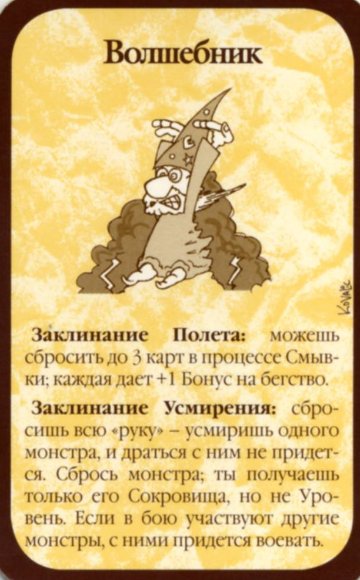 Волшебник
Kovalic
Заклинание Полета: можешь
сбросить до 3 карт в процессе Смыв-
ки; каждая дает +1 Бонус на бегство.
Заклинание Усмирения: сбро-
сишь всю «руку» – усмиришь одного
монстра, и драться с ним не придет-
ся. Сбрось монстра; ты получаешь
только его Сокровища, но не Уро-
вень. Если в бою участвуют другие
монстры, с ними придется воевать.